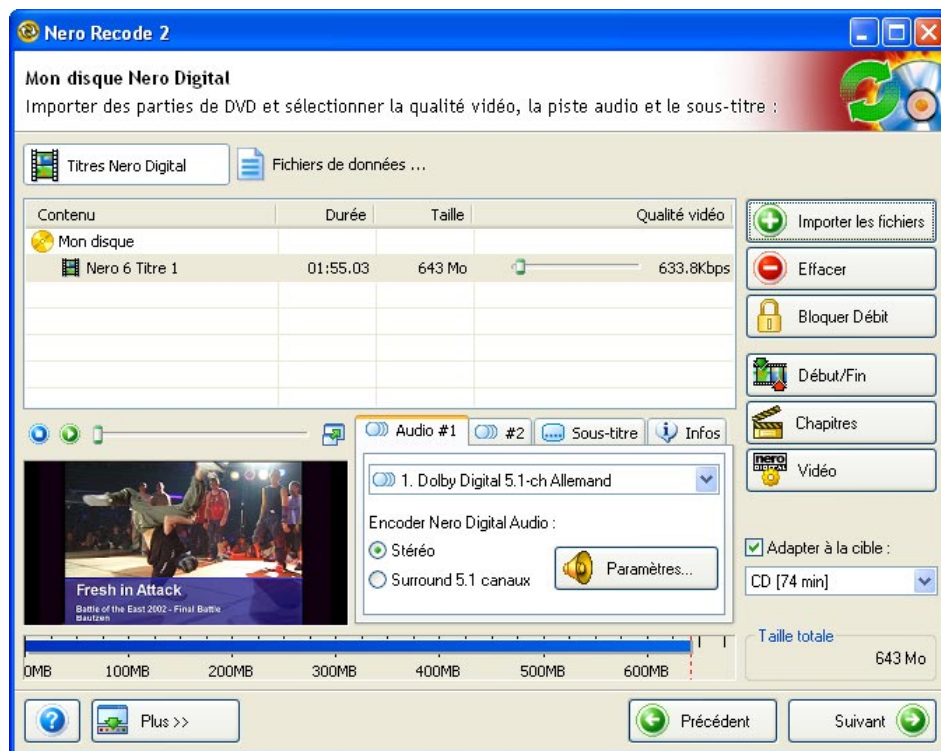 Nero Recode 2
Mon disque Nero Digital
Importer des parties de DVD et sélectionner la qualité vidéo, la piste audio et le sous-titre :
Titres Nero Digital
Fichiers de données ...
Contenu Durée Taille Qualité vidéo
Mon disque
Nero 6 Titre 1 01:55.03 643 Mo 633.8Kbps
Importer les fichiers
Effacer
Bloquer Débit
Début/Fin
Chapitres
nero DIGITAL
Vidéo
Audio #1 #2 Sous-titre Infos
1. Dolby Digital 5.1-ch Allemand
Encoder Nero Digital Audio :
Stéréo
Surround 5.1 canaux
Paramètres...
Fresh in Attack
Battle of the East 2002 - Final Battle
Bautzen
Adapter à la cible :
CD [74 min]
Taille totale
643 Mo
0MB 100MB 200MB 300MB 400MB 500MB 600MB
Plus >>
Précédent
Suivant